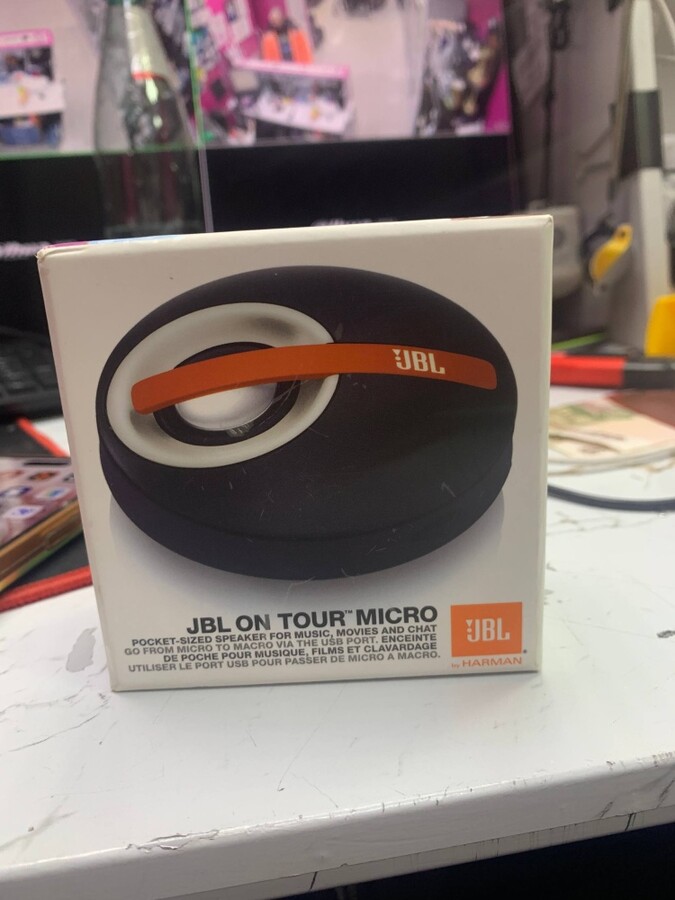 JBL
JBL ON TOUR™ MICRO
POCKET-SIZED SPEAKER FOR MUSIC, MOVIES AND CHAT
GO FROM MICRO TO MACRO VIA THE USB PORT. ENCEINTE
DE POCHE POUR MUSIQUE, FILMS ET CLAVARDAGE
UTILISER LE PORT USB POUR PASSER DE MICRO A MACRO.
JBL
by HARMAN